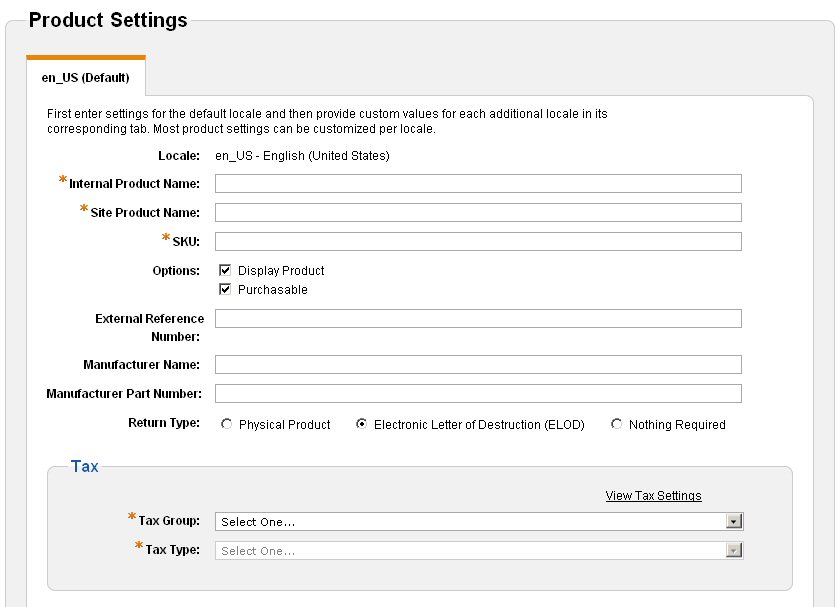 Product Settings
en_US (Default)
First enter settings for the default locale and then provide custom values for each additional locale in its
corresponding tab. Most product settings can be customized per locale.
Locale: en_US - English (United States)
*Internal Product Name:
*Site Product Name:
*SKU:
Options: Display Product
Purchasable
External Reference
Number:
Manufacturer Name:
Manufacturer Part Number:
Return Type: Physical Product Electronic Letter of Destruction (ELOD) Nothing Required
Tax
View Tax Settings
*Tax Group: Select One...
*Tax Type: Select One...